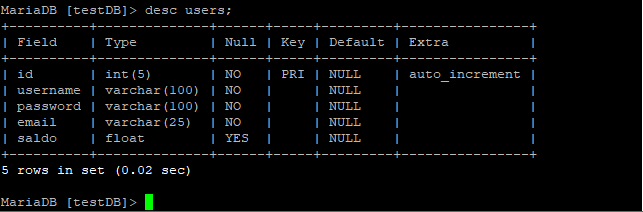 MariaDB [testDB]> desc users;
+----------+--------------+------+-----+---------+----------------+
| Field    | Type         | Null | Key | Default | Extra          |
+----------+--------------+------+-----+---------+----------------+
| id       | int(5)       | NO   | PRI | NULL    | auto_increment |
| username | varchar(100) | NO   |     | NULL    |                |
| password | varchar(100) | NO   |     | NULL    |                |
| email    | varchar(25)  | NO   |     | NULL    |                |
| saldo    | float        | YES  |     | NULL    |                |
+----------+--------------+------+-----+---------+----------------+
5 rows in set (0.02 sec)
MariaDB [testDB]>